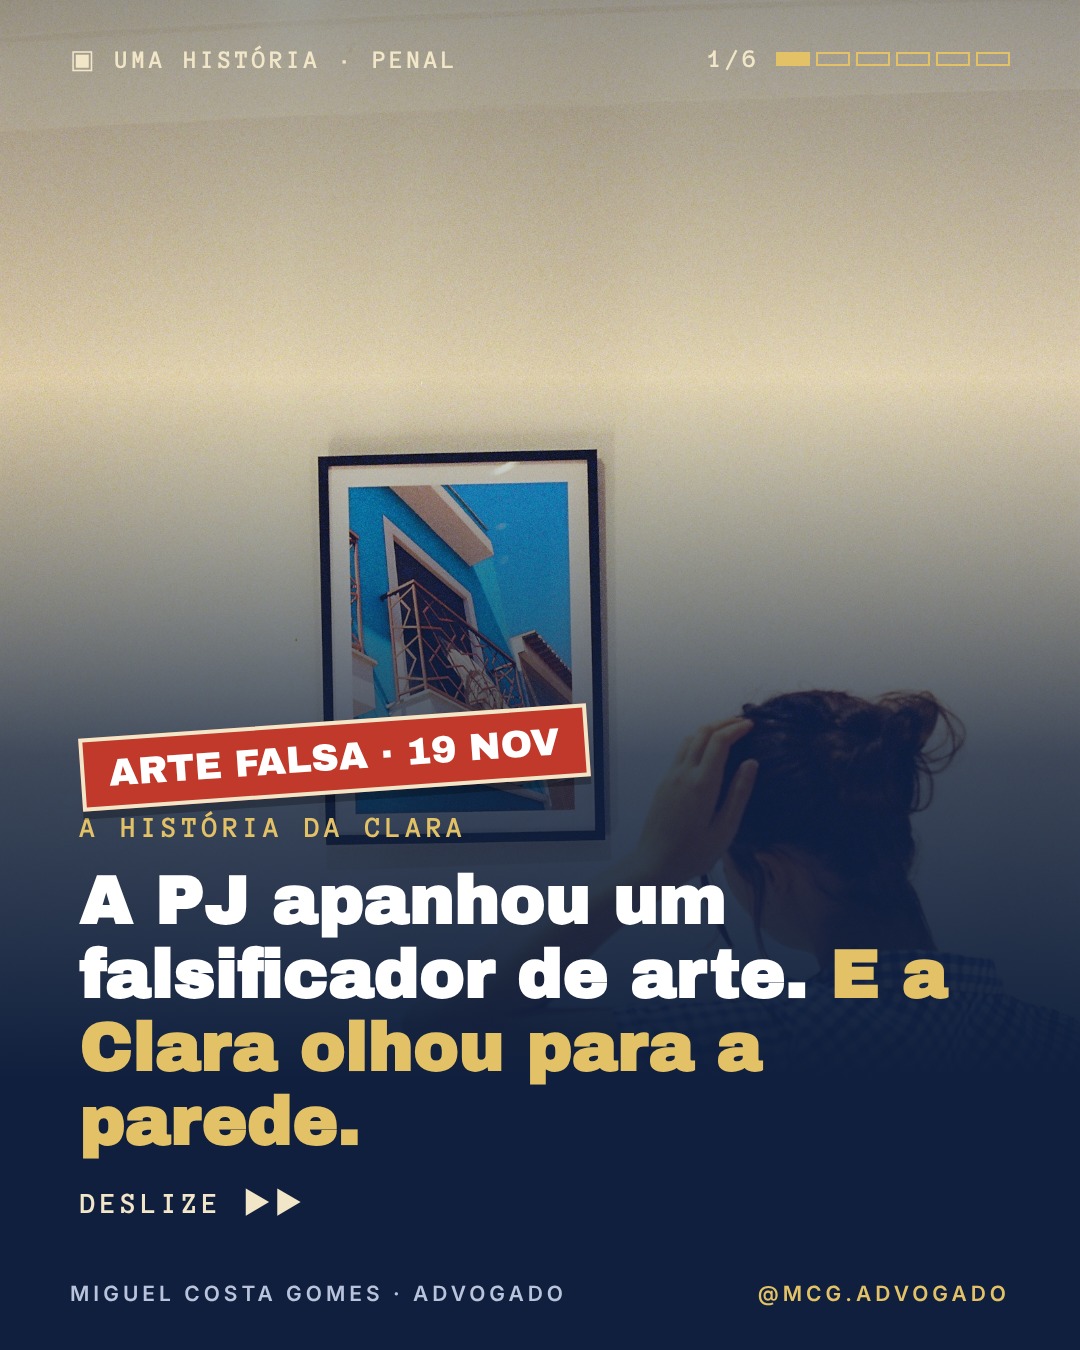 ▣ UMA HISTÓRIA · PENAL
1/6
ARTE FALSA · 19 NOV
A HISTÓRIA DA CLARA
A PJ apanhou um
falsificador de arte. E a
Clara olhou para a
parede.
DESLIZE ▶▶
MIGUEL COSTA GOMES · ADVOGADO
@MCG.ADVOGADO